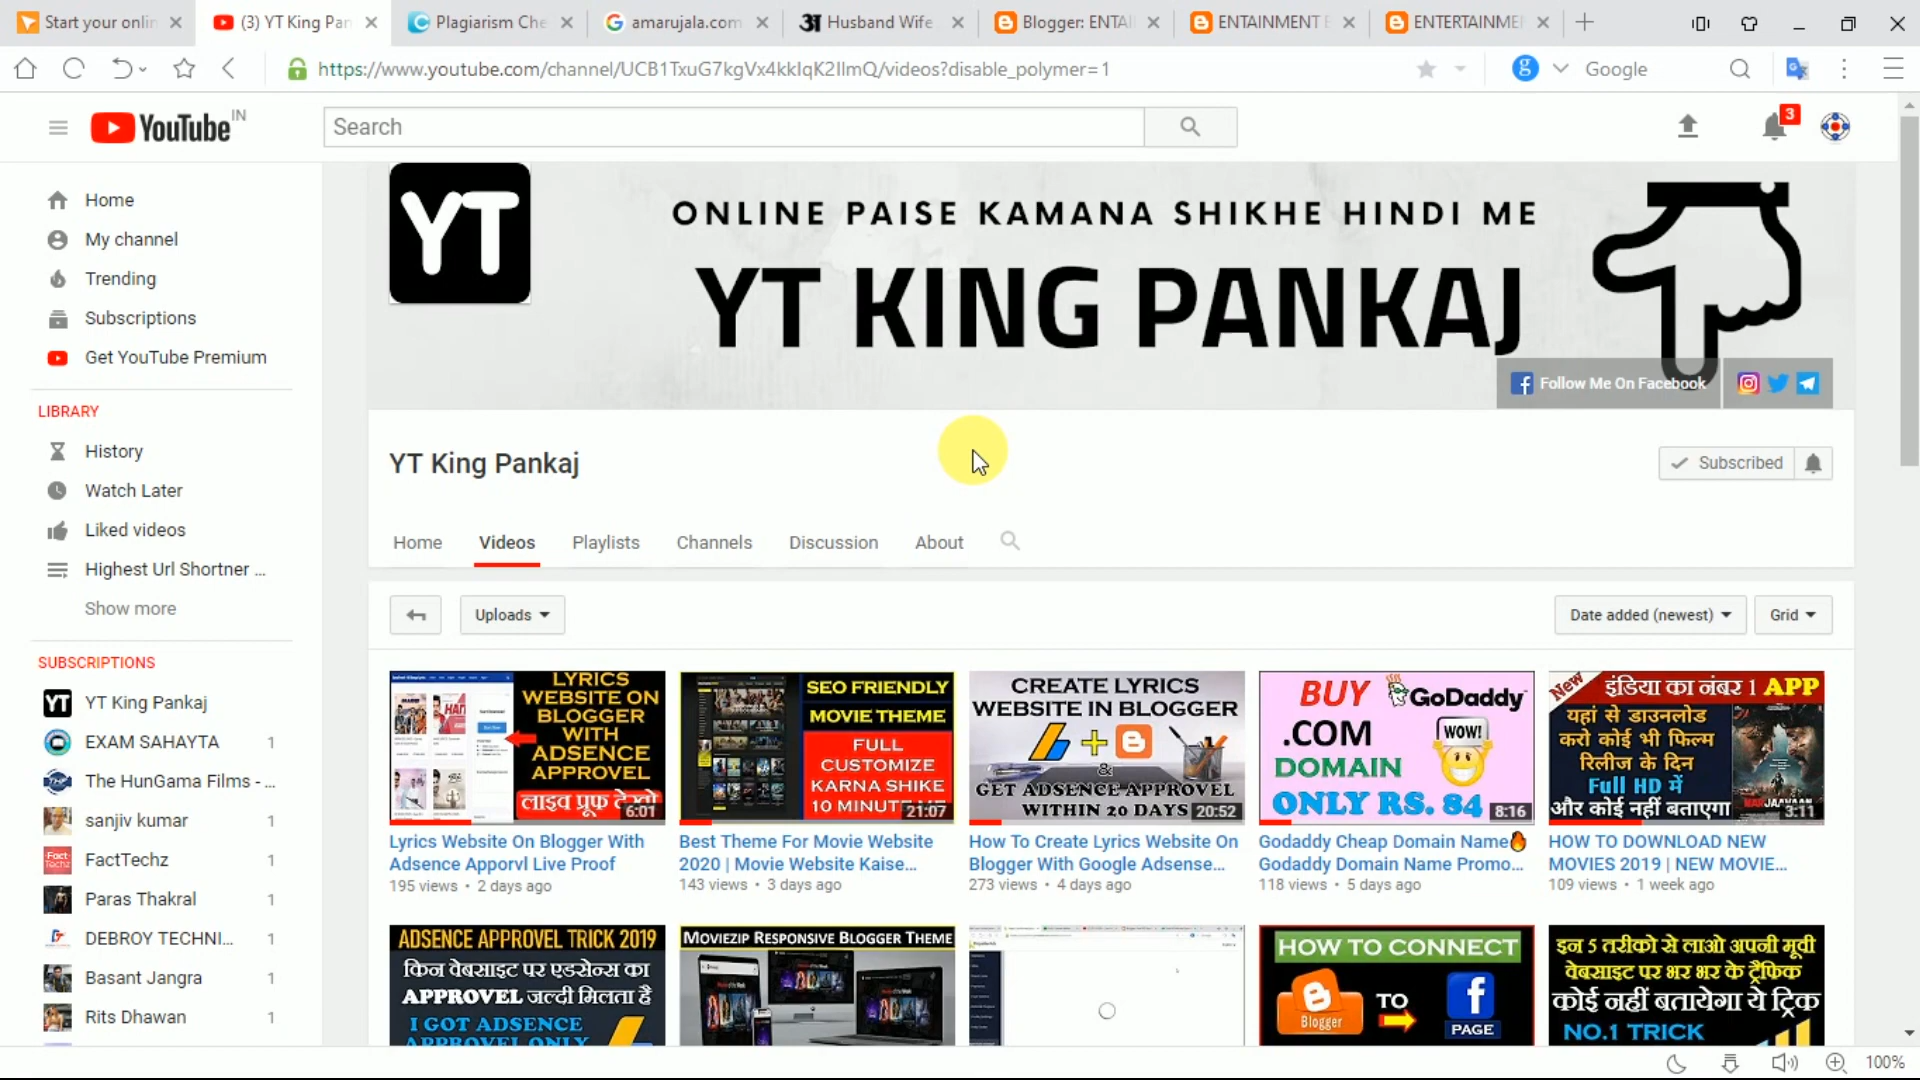 Start your onlin
(3) YT King Pan
Plagiarism Che
amarujala.com
Husband Wife
Blogger: ENTAI
ENTAINMENT
ENTERTAINME
https://www.youtube.com/channel/UCB1TxuG7kgVx4kklqK2IlmQ/videos?disable_polymer=1
Google
YouTube IN
Search
3
Home
My channel
Trending
Subscriptions
Get YouTube Premium
LIBRARY
History
Watch Later
Liked videos
Highest Url Shortner ...
Show more
SUBSCRIPTIONS
YT King Pankaj
EXAM SAHAYTA 1
The HunGama Films - ...
sanjiv kumar 1
FactTechz 1
Paras Thakral 1
DEBROY TECHNI... 1
Basant Jangra 1
Rits Dhawan 1
YT
ONLINE PAISE KAMANA SHIKHE HINDI ME
YT KING PANKAJ
Follow Me On Facebook
YT King Pankaj
Subscribed
Home Videos Playlists Channels Discussion About
Uploads
Date added (newest)
Grid
LYRICS
WEBSITE ON
BLOGGER
WITH
ADSENCE
APPROVEL
लाइव प्रूफ देखो
6:01
Lyrics Website On Blogger With
Adsence Apporvl Live Proof
195 views • 2 days ago
SEO FRIENDLY
MOVIE THEME
FULL
CUSTOMIZE
KARNA SHIKE
10 MINUT
21:07
Best Theme For Movie Website
2020 | Movie Website Kaise...
143 views • 3 days ago
CREATE LYRICS
WEBSITE IN BLOGGER
&
GET ADSENCE APPROVEL
WITHIN 20 DAYS
20:52
How To Create Lyrics Website On
Blogger With Google Adsense...
273 views • 4 days ago
BUY GoDaddy
.COM
DOMAIN
WOW!
ONLY RS. 84
8:16
Godaddy Cheap Domain Name🔥
Godaddy Domain Name Promo...
118 views • 5 days ago
New
इंडिया का नंबर 1 APP
यहां से डाउनलोड
करो कोई भी फिल्म
रिलीज के दिन
Full HD में
और कोई नहीं बताएगा
MARJAAVAAN
3:11
HOW TO DOWNLOAD NEW
MOVIES 2019 | NEW MOVIE...
109 views • 1 week ago
ADSENCE APPROVEL TRICK 2019
किन वेबसाइट पर एडसेन्स का
APPROVEL जल्दी मिलता है
I GOT ADSENCE
APPROVEL ONLY
MOVIEZIP RESPONSIVE BLOGGER THEME
HOW TO CONNECT
Blogger
TO
PAGE
इन 5 तरीको से लाओ अपनी मूवी
वेबसाइट पर भर भर के ट्रैफिक
कोई नहीं बतायेगा ये ट्रिक
NO.1 TRICK
100%